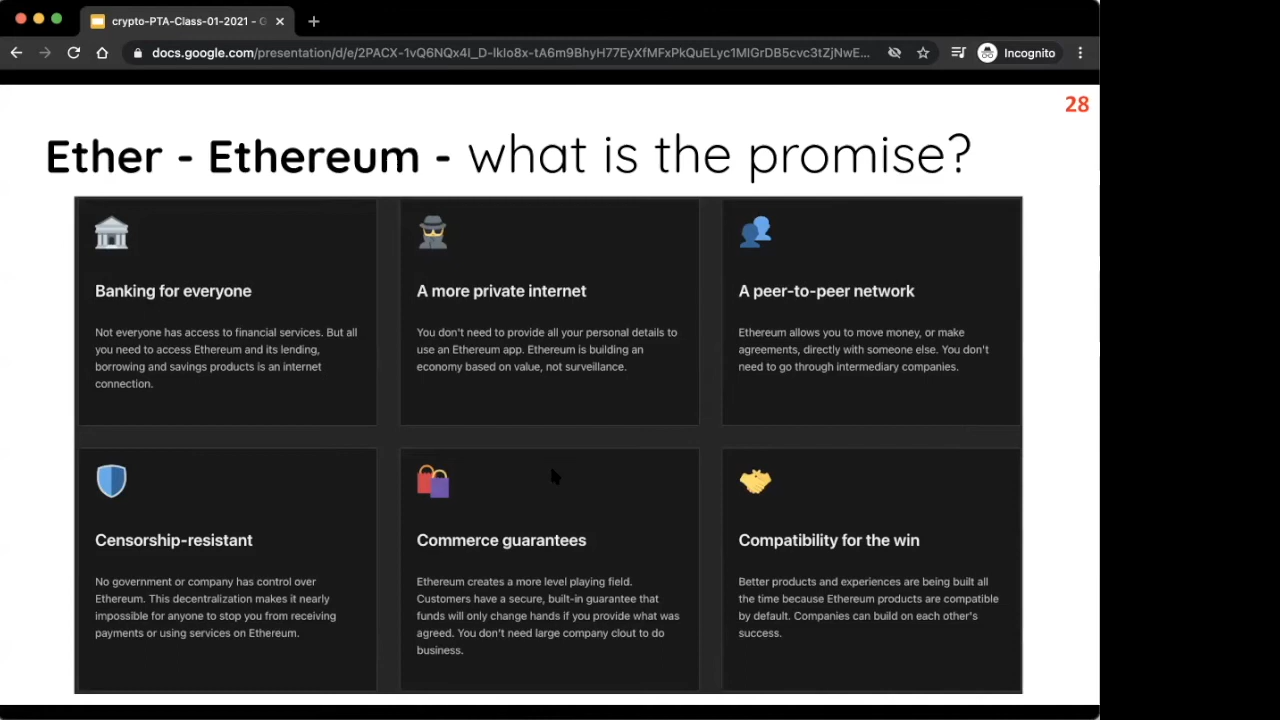 crypto-PTA-Class-01-2021 - G
docs.google.com/presentation/d/e/2PACX-1vQ6NQx4I_D-lkIo8x-tA6m9BhyH77EyXfMFxPkQuELyc1MIGrDB5cvc3tZjNwE...
Incognito
28
Ether - Ethereum - what is the promise?
Banking for everyone
Not everyone has access to financial services. But all
you need to access Ethereum and its lending,
borrowing and savings products is an internet
connection.
A more private internet
You don't need to provide all your personal details to
use an Ethereum app. Ethereum is building an
economy based on value, not surveillance.
A peer-to-peer network
Ethereum allows you to move money, or make
agreements, directly with someone else. You don't
need to go through intermediary companies.
Censorship-resistant
No government or company has control over
Ethereum. This decentralization makes it nearly
impossible for anyone to stop you from receiving
payments or using services on Ethereum.
Commerce guarantees
Ethereum creates a more level playing field.
Customers have a secure, built-in guarantee that
funds will only change hands if you provide what was
agreed. You don't need large company clout to do
business.
Compatibility for the win
Better products and experiences are being built all
the time because Ethereum products are compatible
by default. Companies can build on each other's
success.